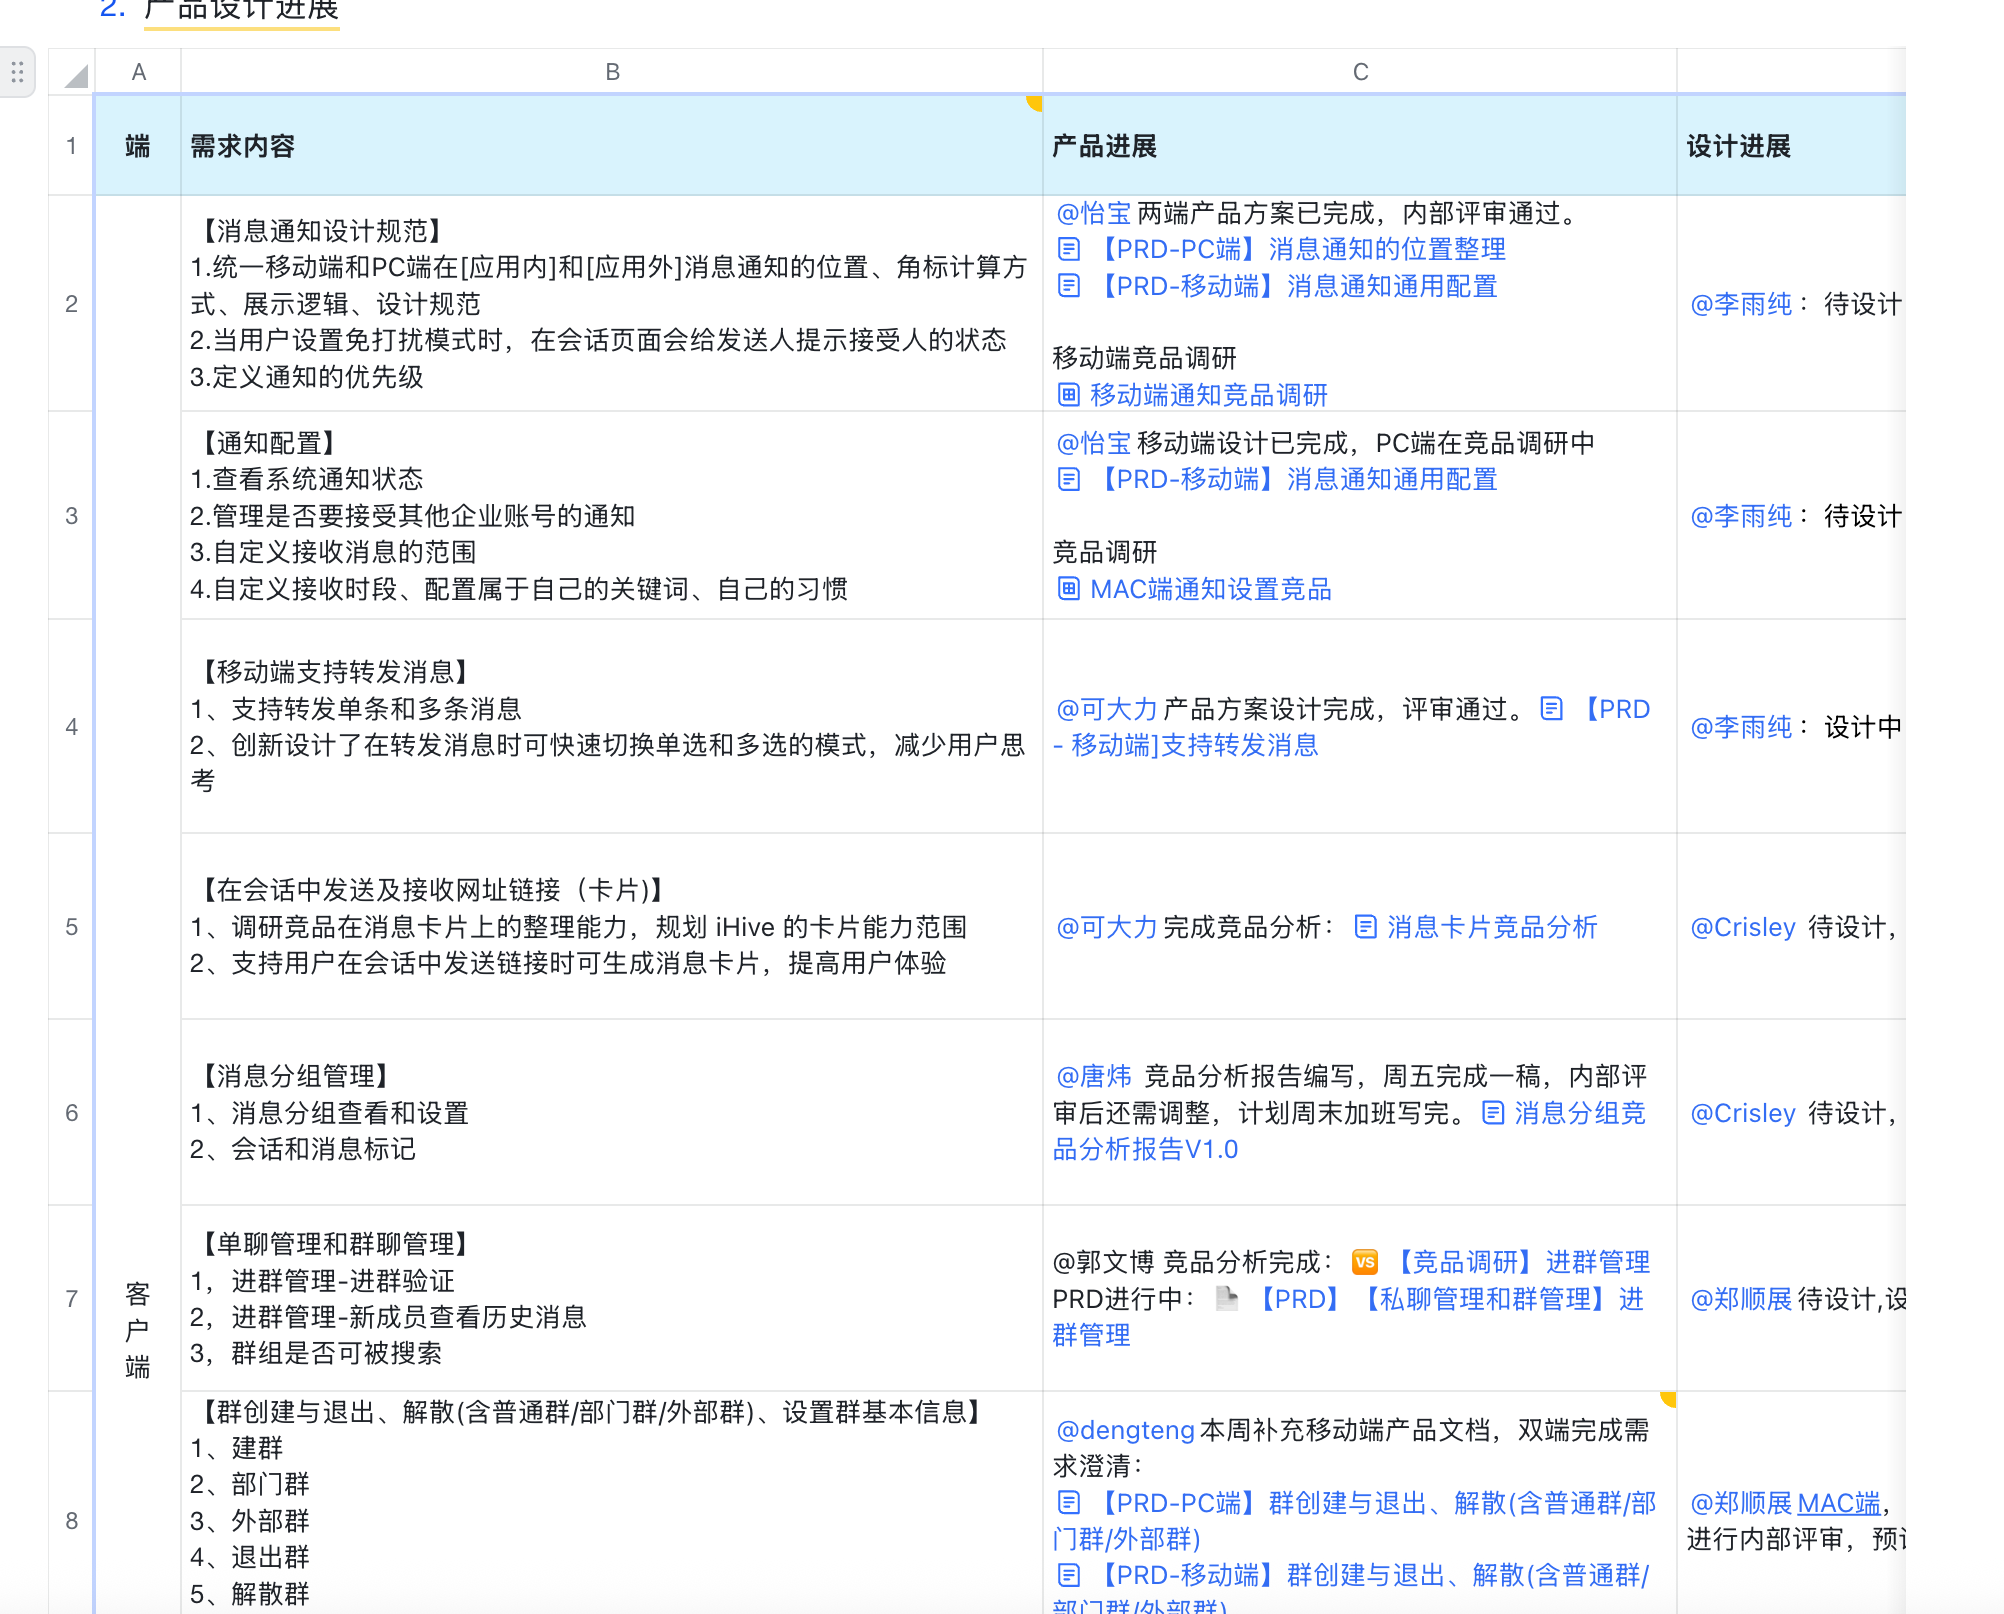 2. 产品设计进展
A
B
C
1
端
需求内容
产品进展
设计进展
2
【消息通知设计规范】
1.统一移动端和PC端在[应用内]和[应用外]消息通知的位置、角标计算方
式、展示逻辑、设计规范
2.当用户设置免打扰模式时，在会话页面会给发送人提示接受人的状态
3.定义通知的优先级
@怡宝 两端产品方案已完成，内部评审通过。
【PRD-PC端】消息通知的位置整理
【PRD-移动端】消息通知通用配置
移动端竞品调研
移动端通知竞品调研
@李雨纯： 待设计
3
【通知配置】
1.查看系统通知状态
2.管理是否要接受其他企业账号的通知
3.自定义接收消息的范围
4.自定义接收时段、配置属于自己的关键词、自己的习惯
@怡宝 移动端设计已完成，PC端在竞品调研中
【PRD-移动端】消息通知通用配置
竞品调研
MAC端通知设置竞品
@李雨纯： 待设计
4
【移动端支持转发消息】
1、支持转发单条和多条消息
2、创新设计了在转发消息时可快速切换单选和多选的模式，减少用户思
考
@可大力 产品方案设计完成，评审通过。 【PRD
- 移动端]支持转发消息
@李雨纯： 设计中
5
【在会话中发送及接收网址链接（卡片)】
1、调研竞品在消息卡片上的整理能力，规划 iHive 的卡片能力范围
2、支持用户在会话中发送链接时可生成消息卡片，提高用户体验
@可大力 完成竞品分析： 消息卡片竞品分析
@Crisley 待设计，
6
【消息分组管理】
1、消息分组查看和设置
2、会话和消息标记
@唐炜 竞品分析报告编写，周五完成一稿，内部评
审后还需调整，计划周末加班写完。 消息分组竞
品分析报告V1.0
@Crisley 待设计，
客
户
端
7
【单聊管理和群聊管理】
1，进群管理-进群验证
2，进群管理-新成员查看历史消息
3，群组是否可被搜索
@郭文博 竞品分析完成： VS 【竞品调研】进群管理
PRD进行中： 【PRD】【私聊管理和群管理】进
群管理
@郑顺展 待设计,设
8
【群创建与退出、解散(含普通群/部门群/外部群)、设置群基本信息】
1、建群
2、部门群
3、外部群
4、退出群
5、解散群
@dengteng 本周补充移动端产品文档，双端完成需
求澄清：
【PRD-PC端】群创建与退出、解散(含普通群/部
门群/外部群)
【PRD-移动端】群创建与退出、解散(含普通群/
部门群/外部群)
@郑顺展 MAC端，
进行内部评审，预